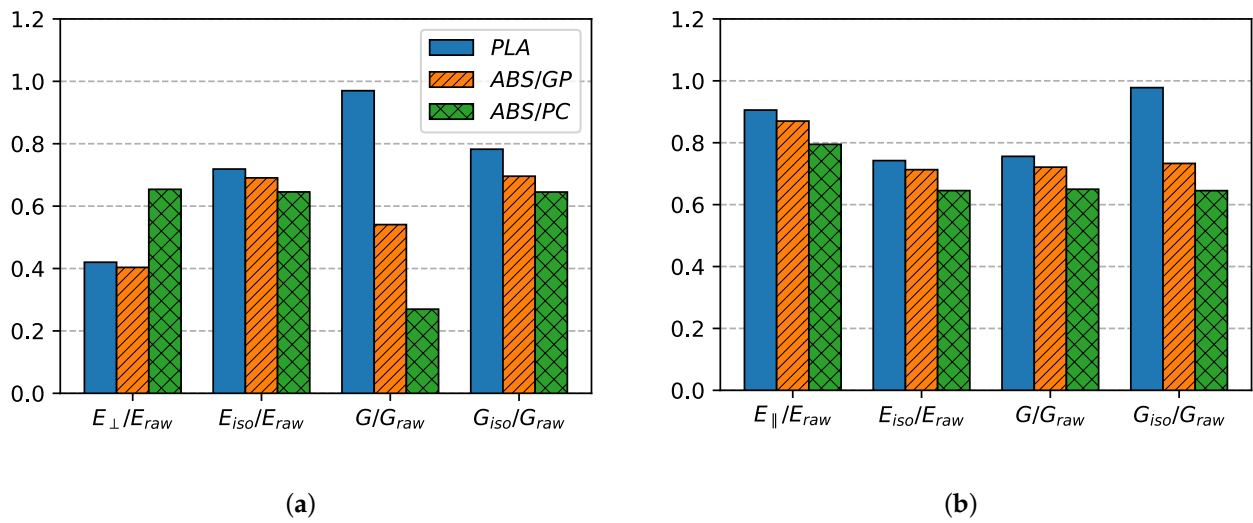 1.2
1.0
0.8
0.6
0.4
0.2
0.0
PLA
ABS/GP
ABS/PC
E⊥/Eraw
Eiso/Eraw
G/Graw
Giso/Graw
(a)
1.2
1.0
0.8
0.6
0.4
0.2
0.0
E∥/Eraw
Eiso/Eraw
G/Graw
Giso/Graw
(b)